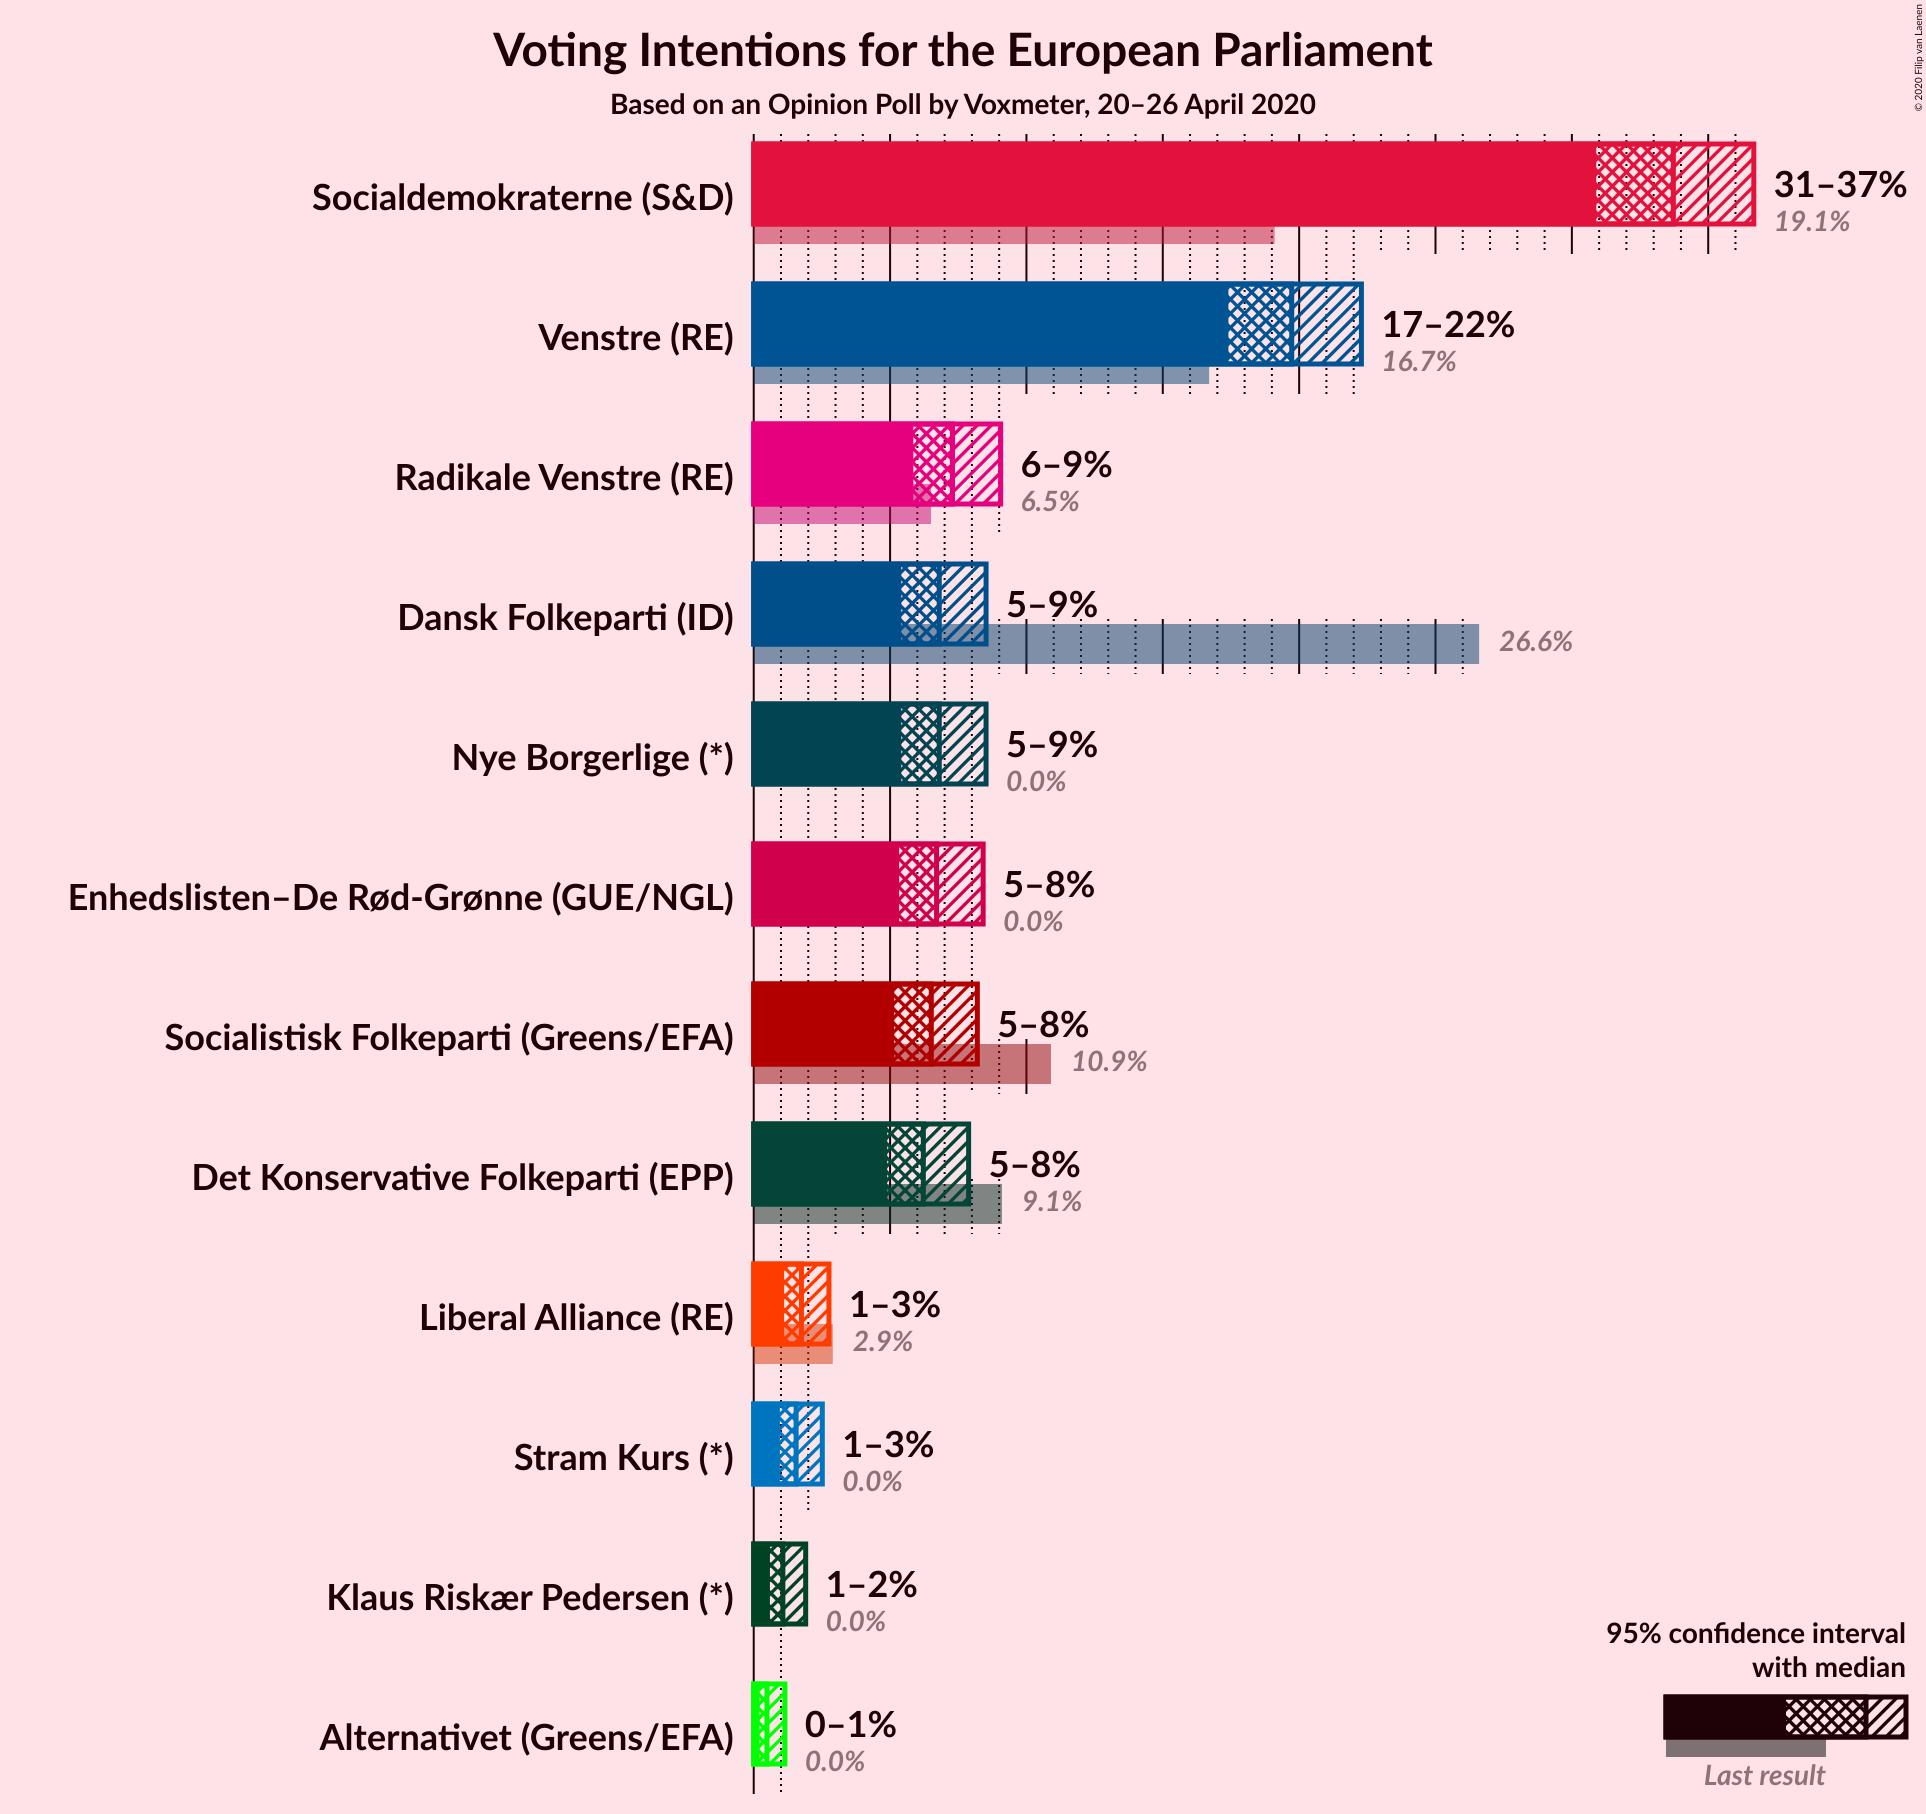 Voting Intentions for the European Parliament
Based on an Opinion Poll by Voxmeter, 20–26 April 2020
© 2020 Filip van Laenen
Socialdemokraterne (S&D)
31–37%
19.1%
Venstre (RE)
17–22%
16.7%
Radikale Venstre (RE)
6–9%
6.5%
Dansk Folkeparti (ID)
5–9%
26.6%
Nye Borgerlige (*)
5–9%
0.0%
Enhedslisten–De Rød-Grønne (GUE/NGL)
5–8%
0.0%
Socialistisk Folkeparti (Greens/EFA)
5–8%
10.9%
Det Konservative Folkeparti (EPP)
5–8%
9.1%
Liberal Alliance (RE)
1–3%
2.9%
Stram Kurs (*)
1–3%
0.0%
Klaus Riskær Pedersen (*)
1–2%
0.0%
Alternativet (Greens/EFA)
0–1%
0.0%
95% confidence interval
with median
Last result